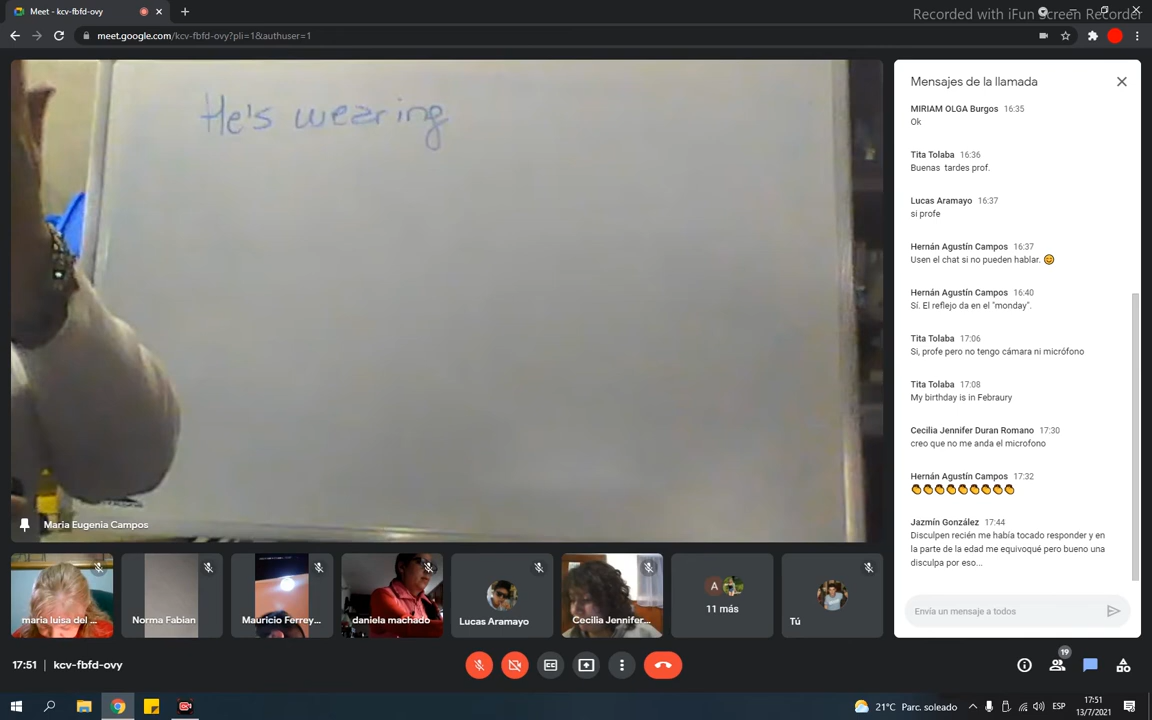 Meet - kcv-fbfd-ovy
Recorded with iFun Screen Recorder
meet.google.com/kcv-fbfd-ovy?pli=1&authuser=1
He's wearing
Maria Eugenia Campos
Mensajes de la llamada
MIRIAM OLGA Burgos 16:35
Ok
Tita Tolaba 16:36
Buenas tardes prof.
Lucas Aramayo 16:37
si profe
Hernán Agustín Campos 16:37
Usen el chat si no pueden hablar. 😊
Hernán Agustín Campos 16:40
Sí. El reflejo da en el "monday".
Tita Tolaba 17:06
Si, profe pero no tengo cámara ni micrófono
Tita Tolaba 17:08
My birthday is in Febraury
Cecilia Jennifer Duran Romano 17:30
creo que no me anda el microfono
Hernán Agustín Campos 17:32
👏👏👏👏👏👏👏👏👏
Jazmín González 17:44
Disculpen recién me había tocado responder y en
la parte de la edad me equivoqué pero bueno una
disculpa por eso...
Envía un mensaje a todos
maria luisa del ...
Norma Fabian
Mauricio Ferrey...
daniela machado
Lucas Aramayo
Cecilia Jennifer...
A
11 más
Tú
17:51 | kcv-fbfd-ovy
19
21°C Parc. soleado
ESP
17:51
13/7/2021